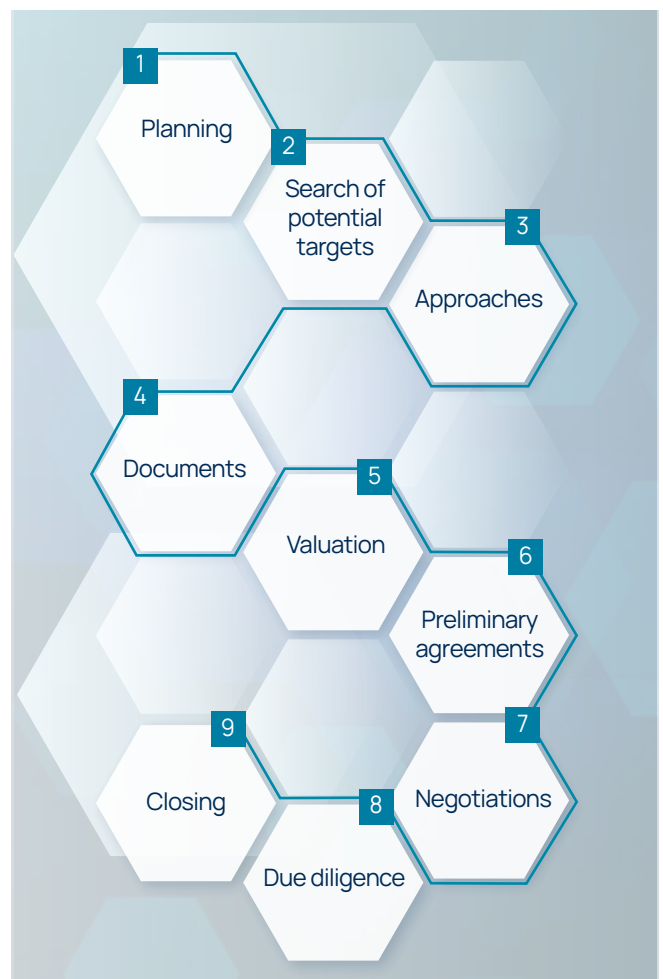 1
Planning
2
Search of
potential
targets
3
Approaches
4
Documents
5
Valuation
6
Preliminary
agreements
7
Negotiations
8
Due diligence
9
Closing